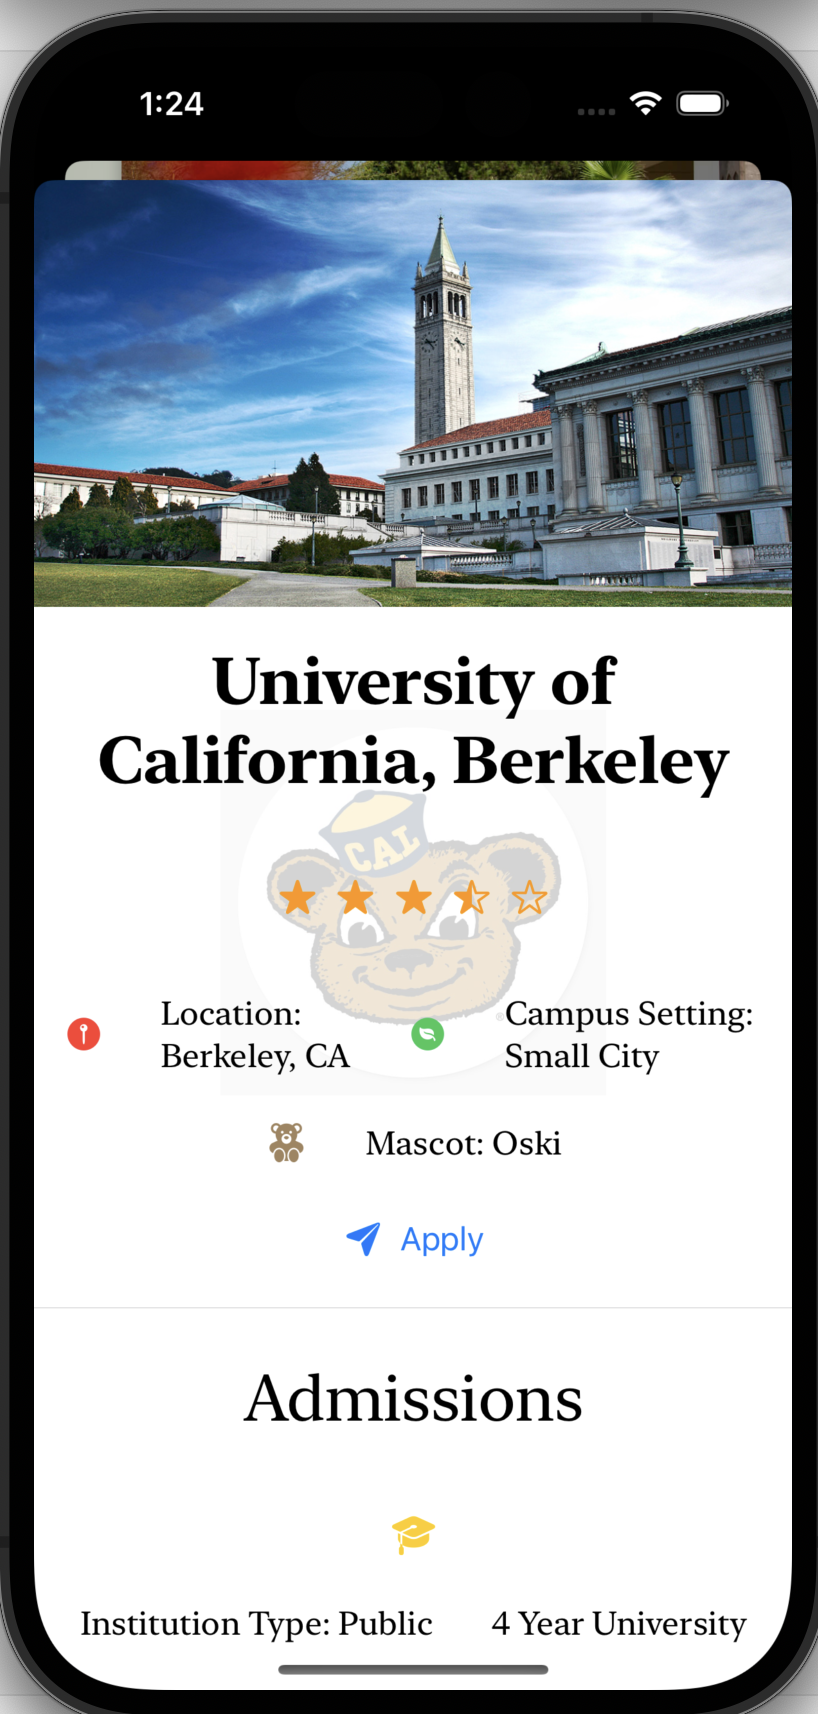 1:24
University of
California, Berkeley
CAL
Location:
Berkeley, CA
Campus Setting:
Small City
Mascot: Oski
Apply
Admissions
Institution Type: Public
4 Year University